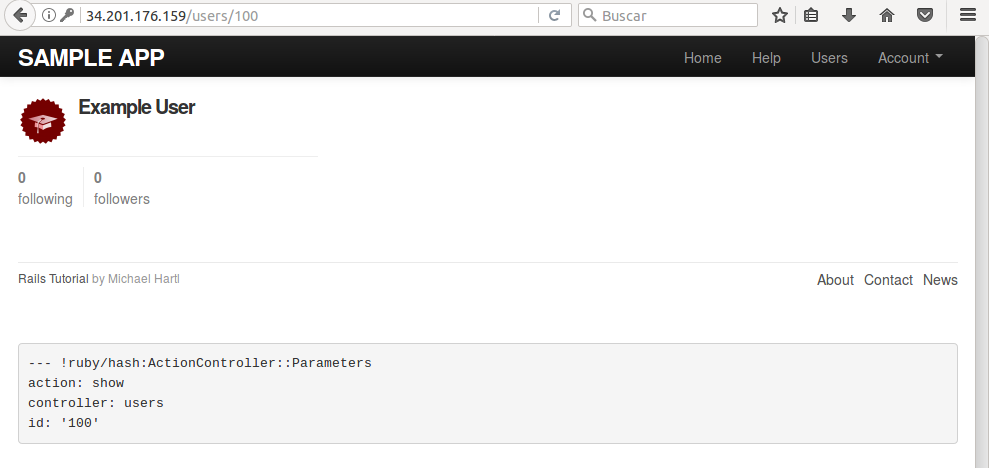 34.201.176.159/users/100
Buscar
SAMPLE APP
Home Help Users Account
Example User
0 0
following followers
Rails Tutorial by Michael Hartl
About Contact News
--- !ruby/hash:ActionController::Parameters
action: show
controller: users
id: '100'